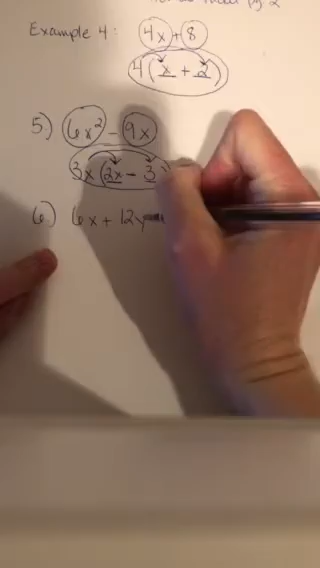 Example 4: 4x + 8
4(x + 2)
5) 6x² - 9x
3x(2x - 3)
6) 6x + 12y